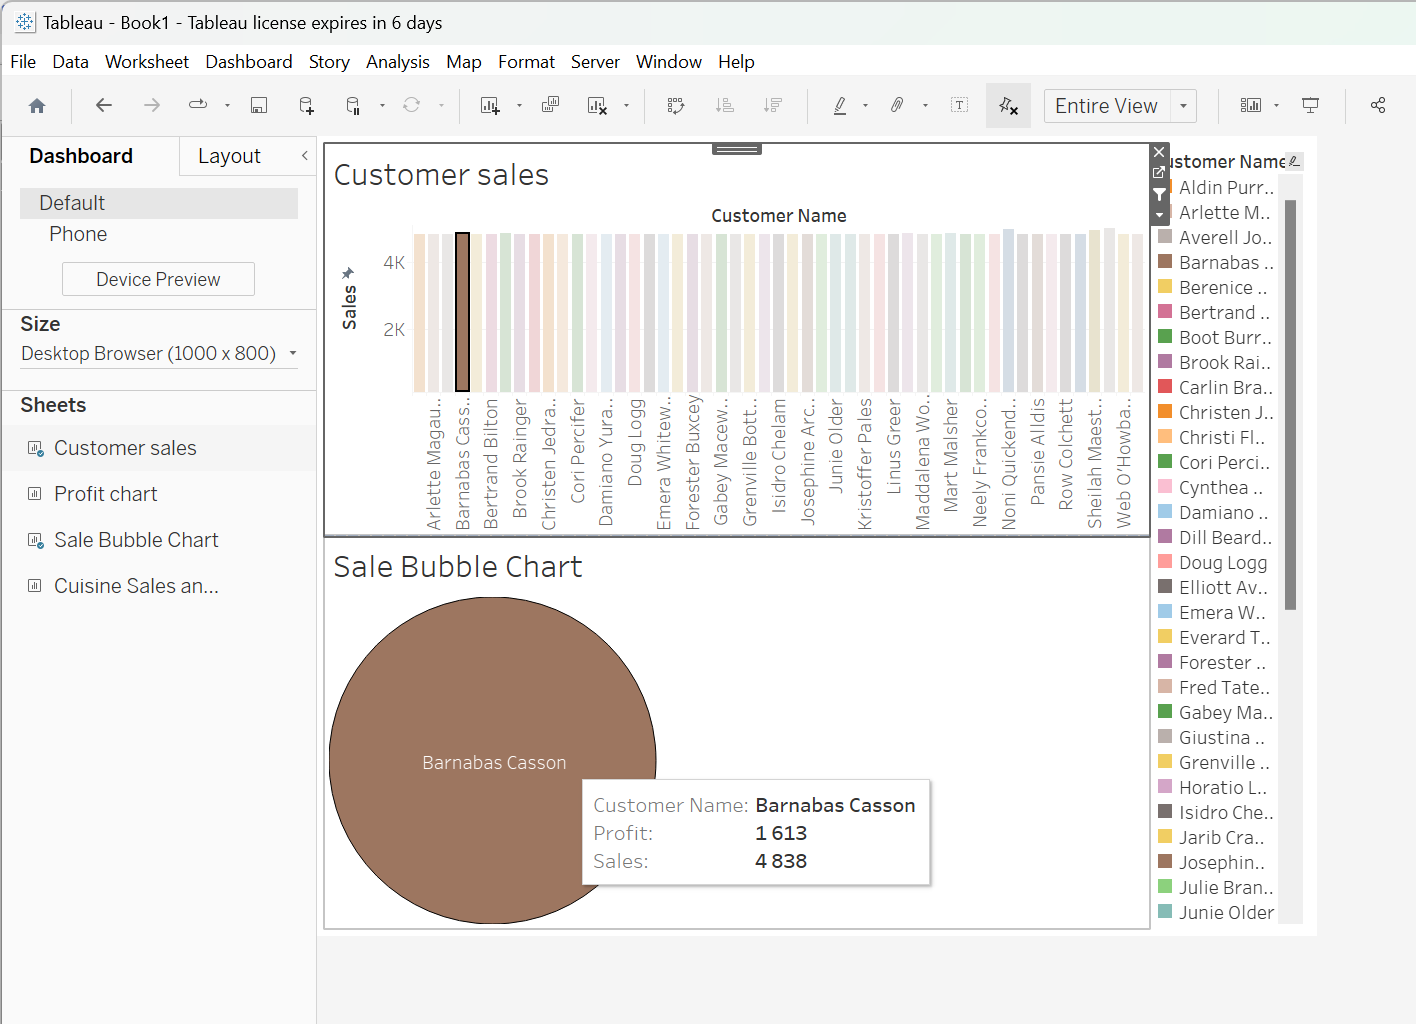 Tableau - Book1 - Tableau license expires in 6 days
File Data Worksheet Dashboard Story Analysis Map Format Server Window Help
Entire View
Dashboard Layout
Default
Phone
Device Preview
Size
Desktop Browser (1000 x 800)
Sheets
Customer sales
Profit chart
Sale Bubble Chart
Cuisine Sales an...
Customer sales
Customer Name
Sales
4K
2K
Arlette Magau..
Barnabas Cass..
Bertrand Bilton
Brook Rainger
Christen Jedra..
Cori Percifer
Damiano Yura..
Doug Logg
Emera Whitew..
Forester Buxcey
Gabey Macew..
Grenville Bott..
Isidro Chelam
Josephine Arc..
Junie Older
Kristoffer Pales
Linus Greer
Maddalena Wo..
Mart Malsher
Neely Frankco..
Noni Quickend..
Pansie Alldis
Row Colchett
Sheilah Maest..
Web O'Howba..
Sale Bubble Chart
Barnabas Casson
Customer Name: Barnabas Casson
Profit: 1 613
Sales: 4 838
ustomer Name
Aldin Purr..
Arlette M..
Averell Jo..
Barnabas ..
Berenice ..
Bertrand ..
Boot Burr..
Brook Rai..
Carlin Bra..
Christen J..
Christi Fl..
Cori Perci..
Cynthea ..
Damiano ..
Dill Beard..
Doug Logg
Elliott Av..
Emera W..
Everard T..
Forester ..
Fred Tate..
Gabey Ma..
Giustina ..
Grenville ..
Horatio L..
Isidro Che..
Jarib Cra..
Josephin..
Julie Bran..
Junie Older